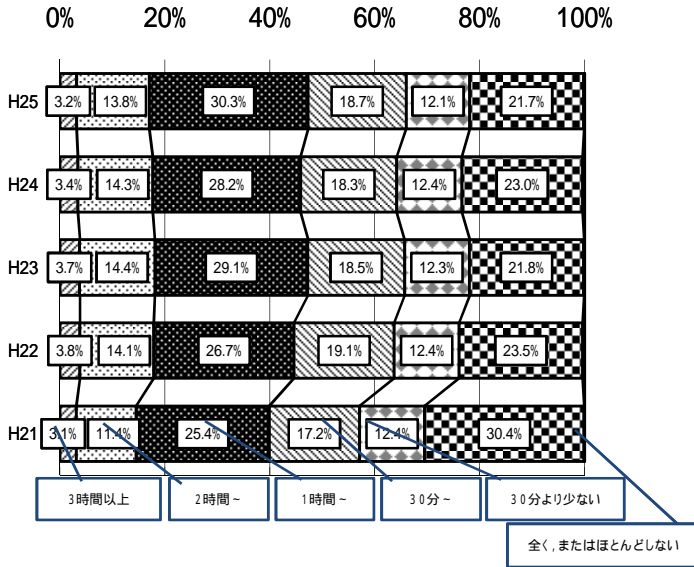 0% 20% 40% 60% 80% 100%
H25 3.2% 13.8% 30.3% 18.7% 12.1% 21.7%
H24 3.4% 14.3% 28.2% 18.3% 12.4% 23.0%
H23 3.7% 14.4% 29.1% 18.5% 12.3% 21.8%
H22 3.8% 14.1% 26.7% 19.1% 12.4% 23.5%
H21 3.1% 11.4% 25.4% 17.2% 12.4% 30.4%
3時間以上 2時間~ 1時間~ 30分~ 30分より少ない
全く,またはほとんどしない